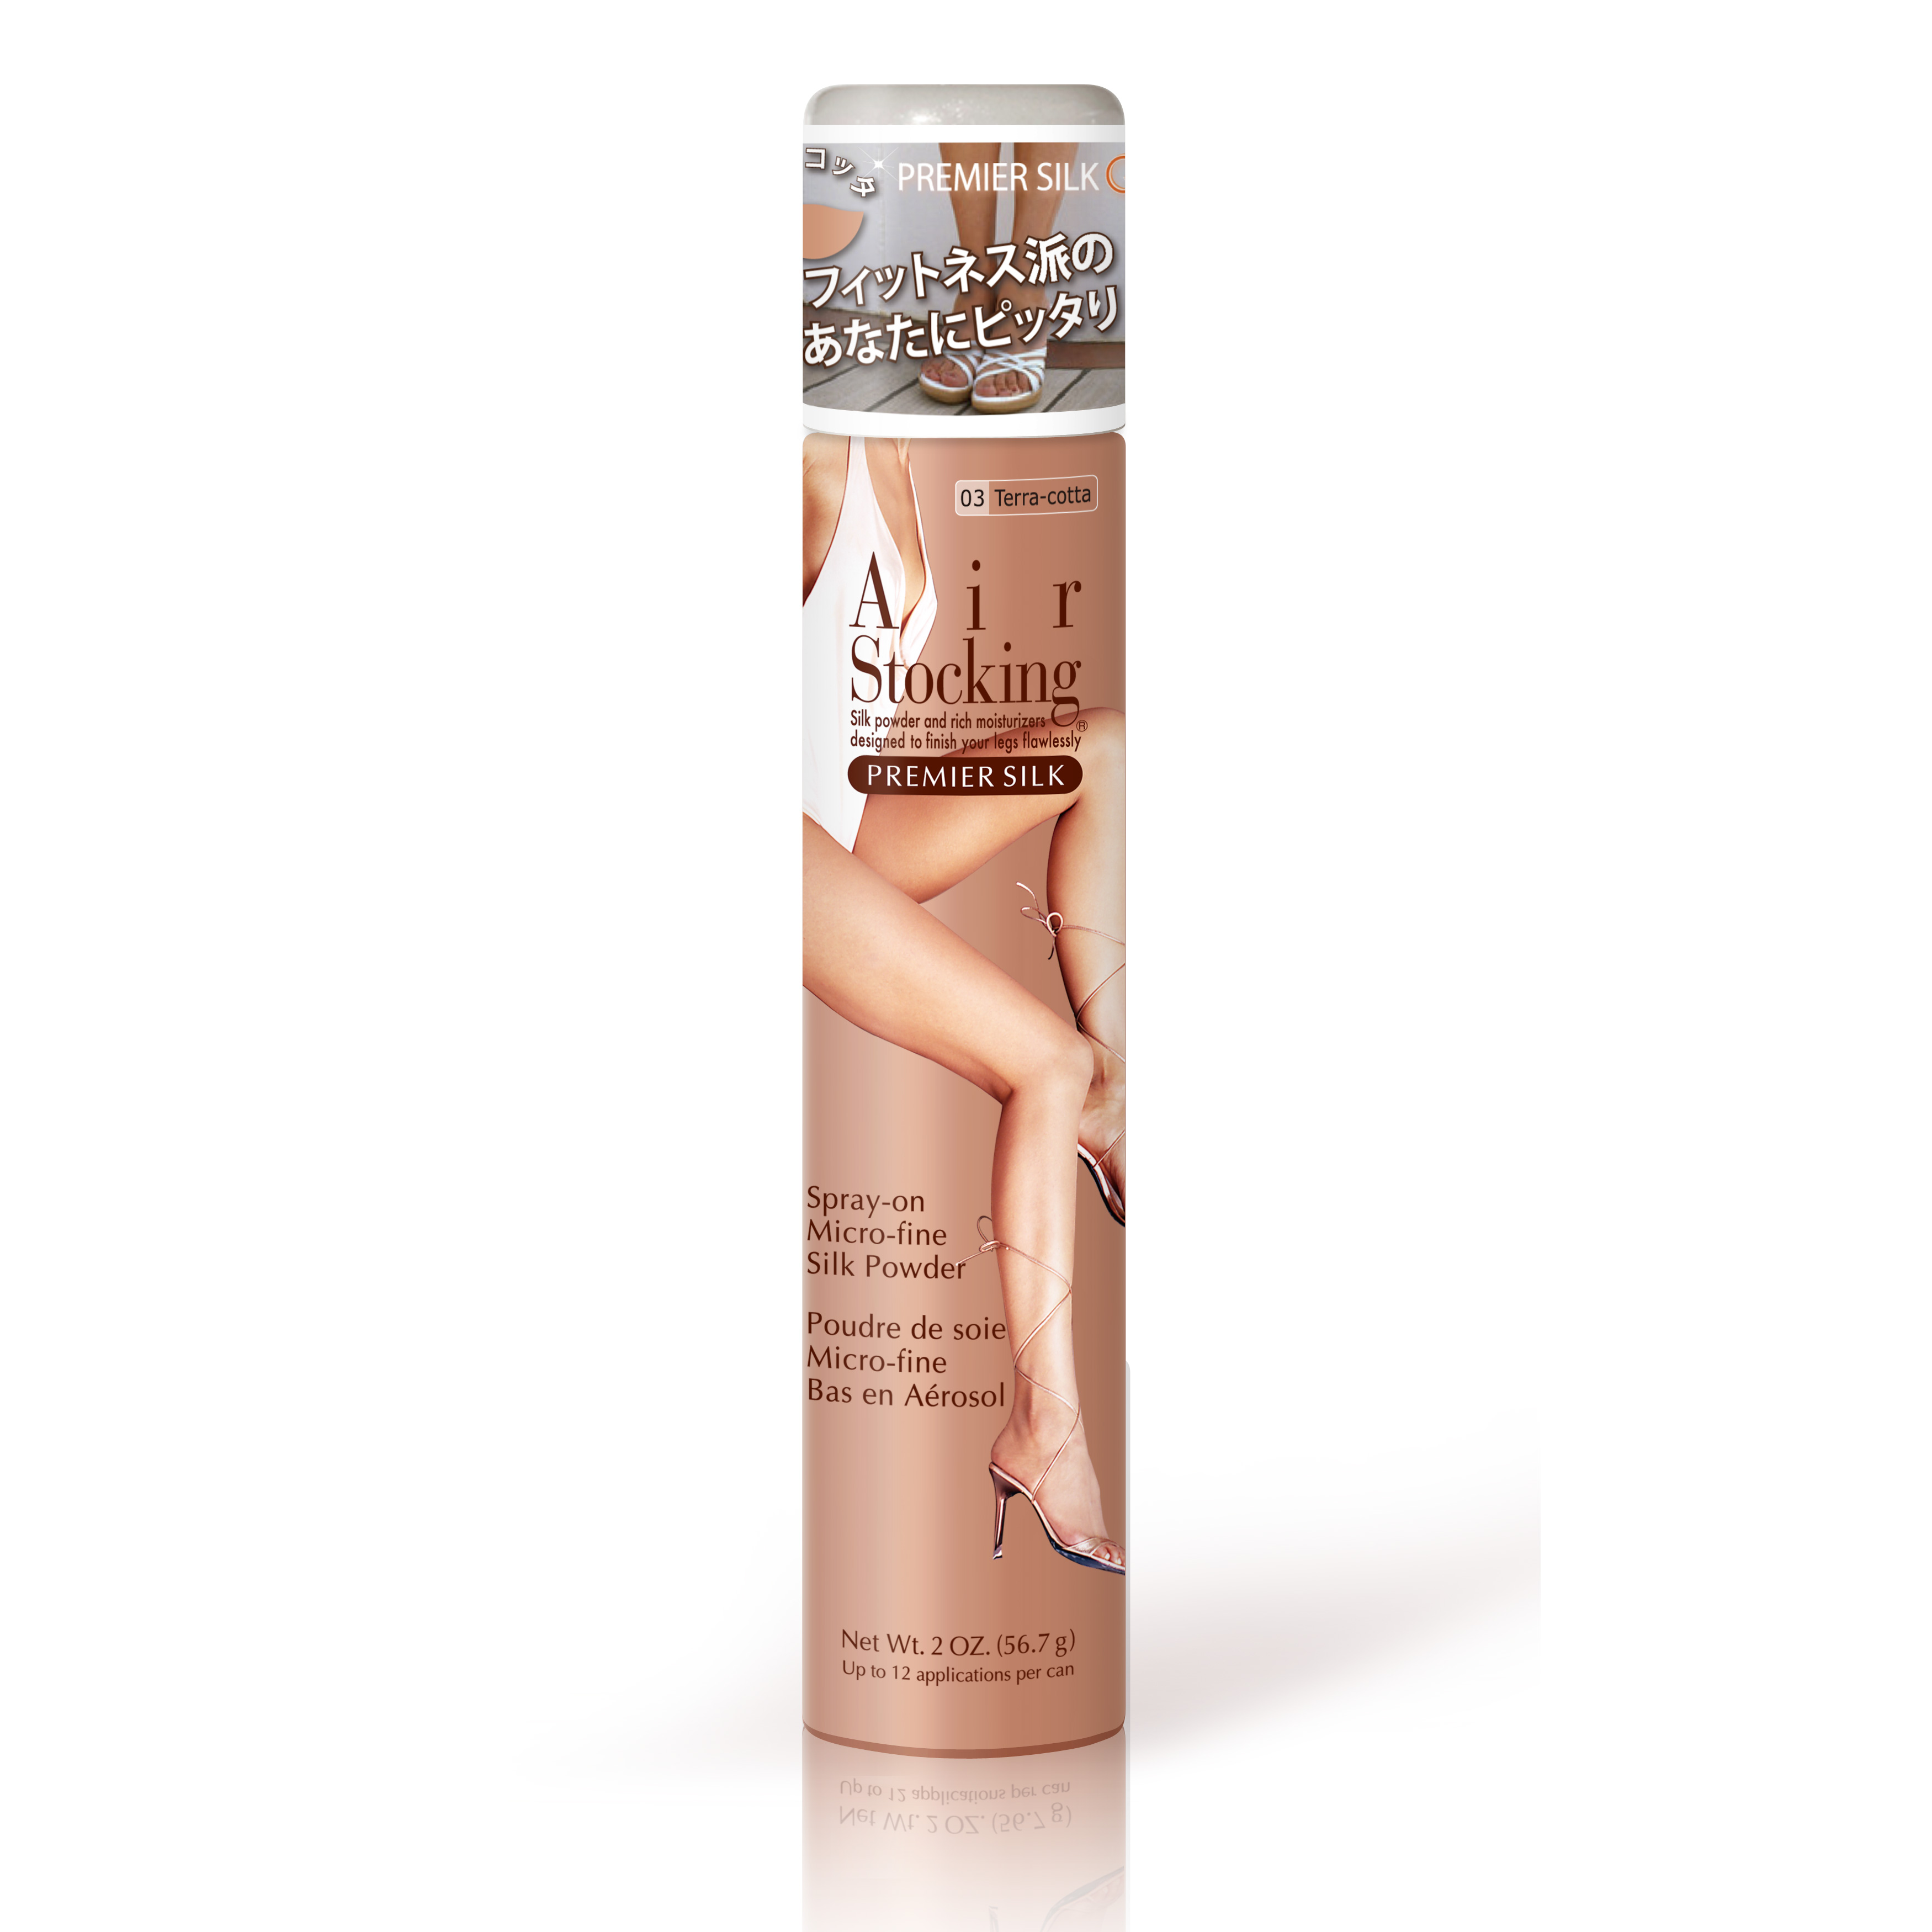 コッチ
PREMIER SILK
フィットネス派の
あなたにピッタリ
03 Terra-cotta
Air
Stocking
Silk powder and rich moisturizers
designed to finish your legs flawlessly®
PREMIER SILK
Spray-on
Micro-fine
Silk Powder
Poudre de soie
Micro-fine
Bas en Aérosol
Net Wt. 2 OZ. (56.7 g)
Up to 12 applications per can